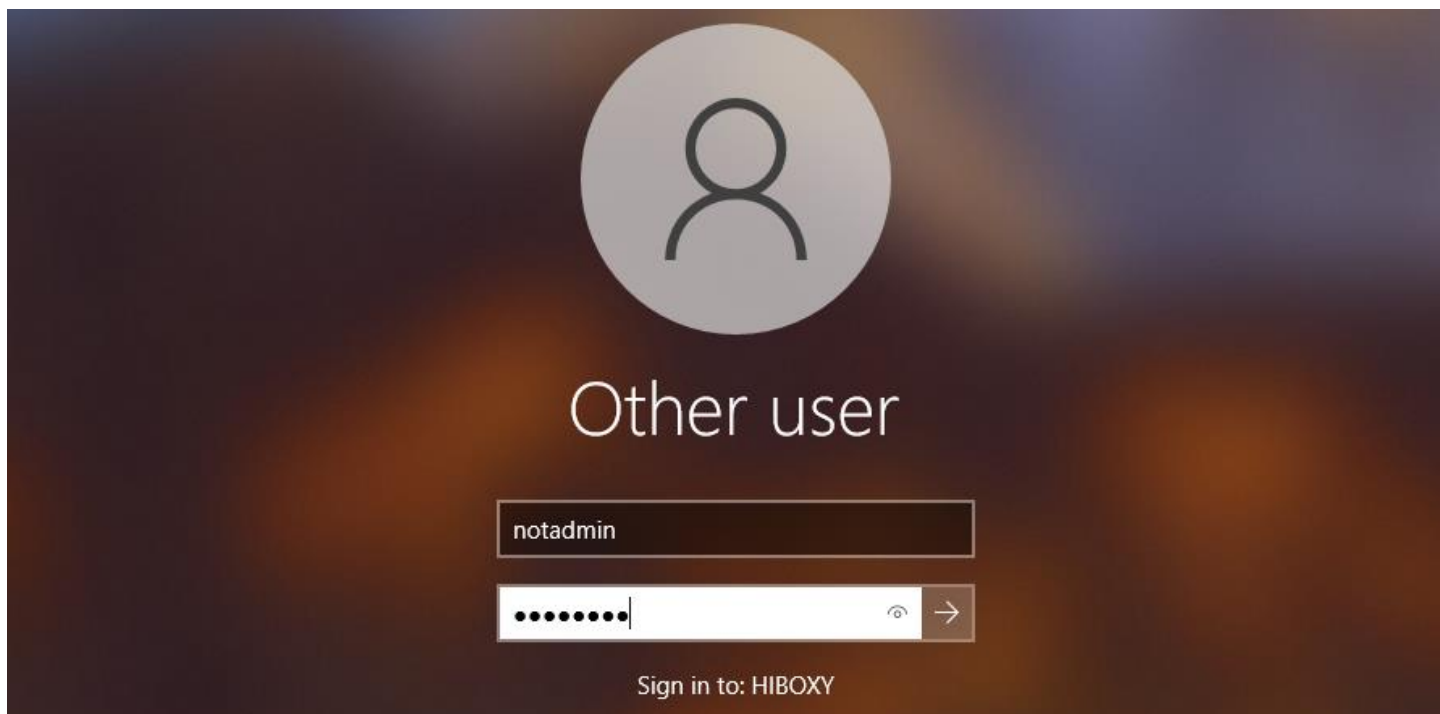 Other user
notadmin
••••••••
Sign in to: HIBOXY